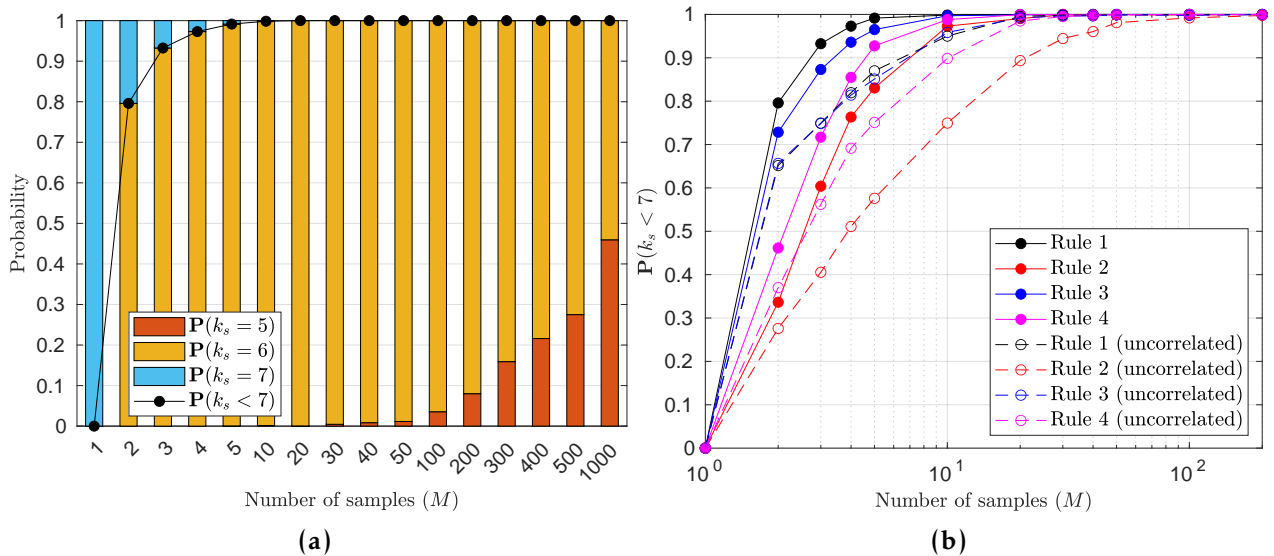 1
0.9
0.8
0.7
0.6
0.5
0.4
0.3
0.2
0.1
0
Probability
P(k_s = 5)
P(k_s = 6)
P(k_s = 7)
P(k_s < 7)
1 2 3 4 5 10 20 30 40 50 100 200 300 400 500 1000
Number of samples (M)
(a)
1
0.9
0.8
0.7
0.6
0.5
0.4
0.3
0.2
0.1
0
P(k_s < 7)
Rule 1
Rule 2
Rule 3
Rule 4
Rule 1 (uncorrelated)
Rule 2 (uncorrelated)
Rule 3 (uncorrelated)
Rule 4 (uncorrelated)
10^0 10^1 10^2
Number of samples (M)
(b)